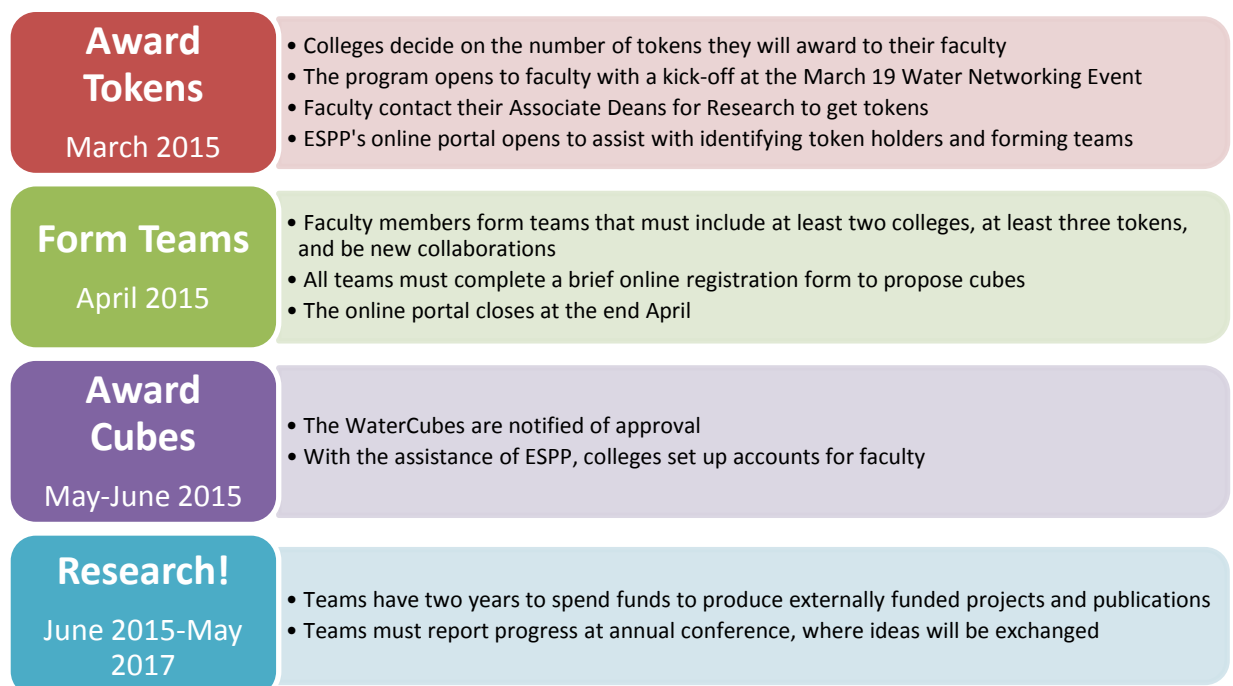 Award
Tokens
March 2015
• Colleges decide on the number of tokens they will award to their faculty
• The program opens to faculty with a kick-off at the March 19 Water Networking Event
• Faculty contact their Associate Deans for Research to get tokens
• ESPP's online portal opens to assist with identifying token holders and forming teams
Form Teams
April 2015
• Faculty members form teams that must include at least two colleges, at least three tokens,
and be new collaborations
• All teams must complete a brief online registration form to propose cubes
• The online portal closes at the end April
Award
Cubes
May-June 2015
• The WaterCubes are notified of approval
• With the assistance of ESPP, colleges set up accounts for faculty
Research!
June 2015-May
2017
• Teams have two years to spend funds to produce externally funded projects and publications
• Teams must report progress at annual conference, where ideas will be exchanged